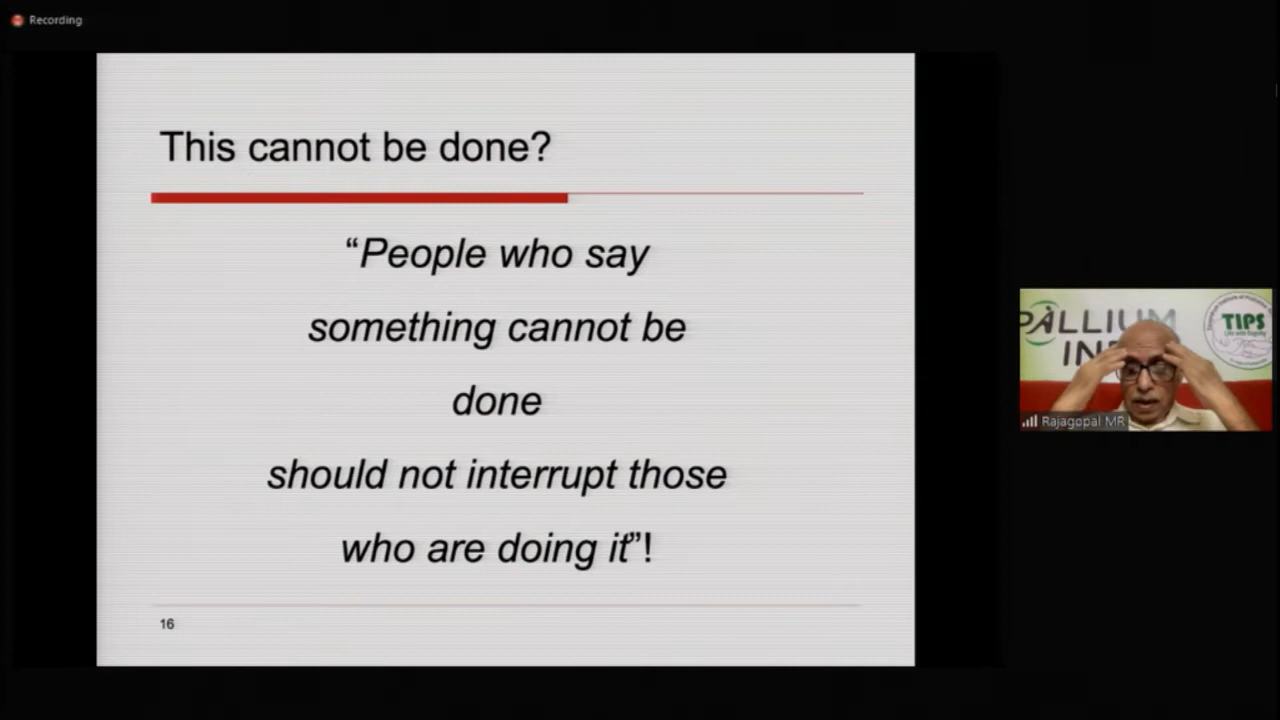 Recording
This cannot be done?
“People who say
something cannot be
done
should not interrupt those
who are doing it”!
16
PALLIUM
TIPS
Rajagopal MR